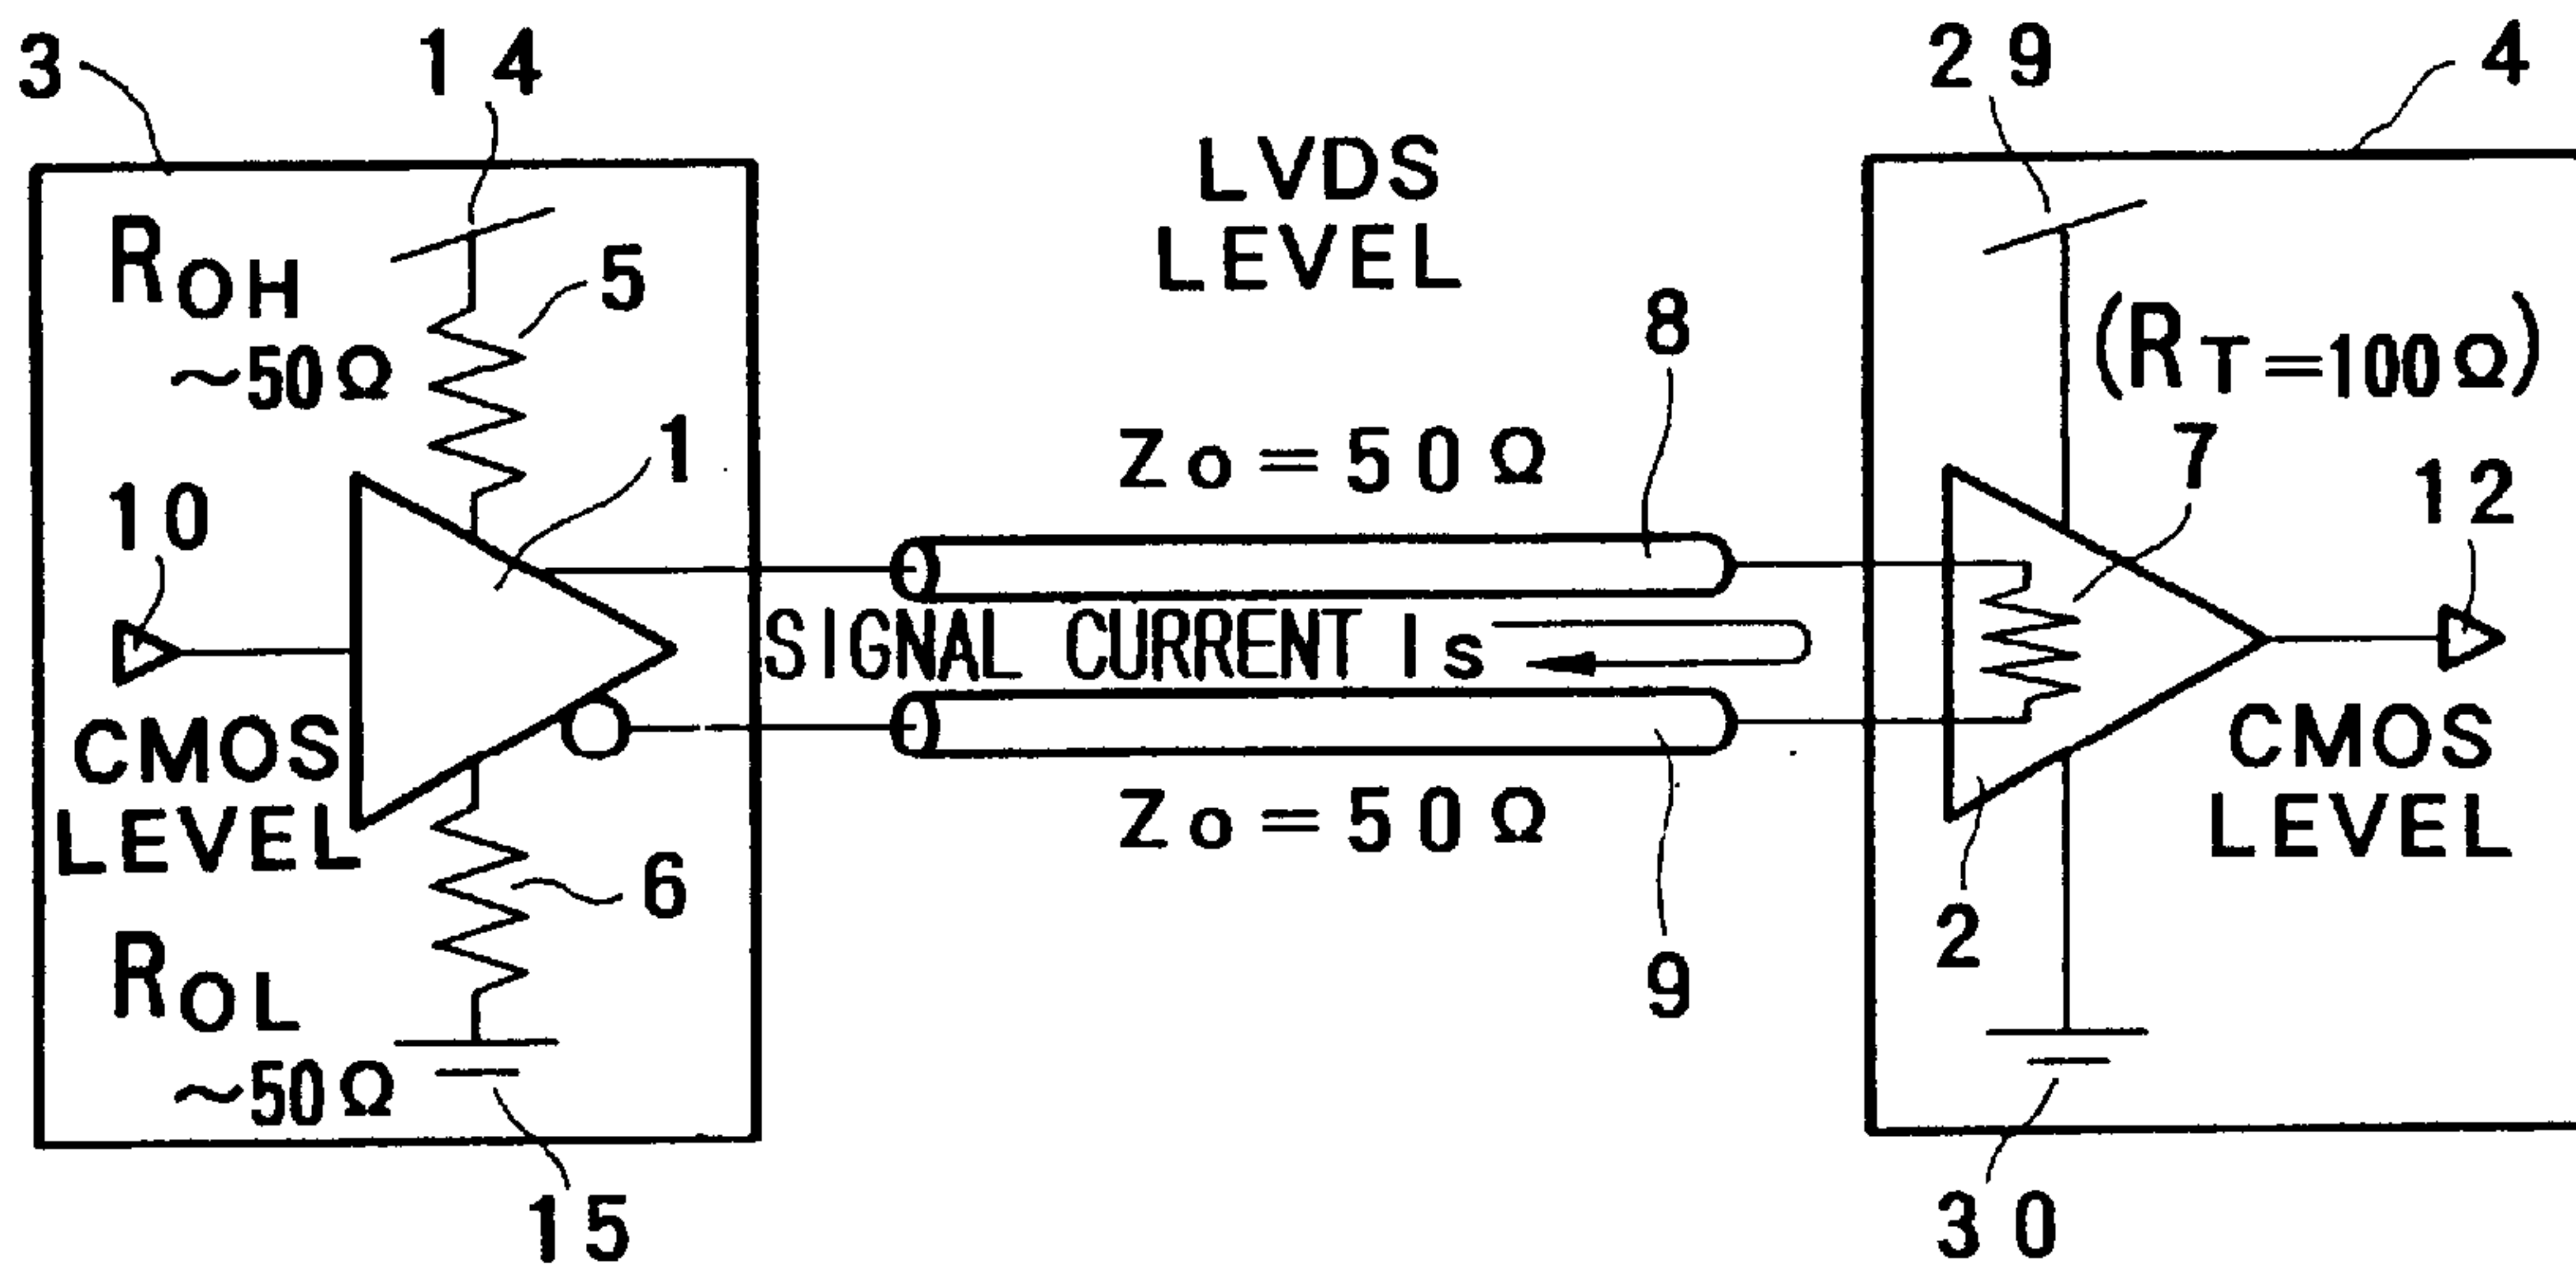 3
14
29
4
LVDS
LEVEL
R_OH
~50Ω
5
8
(R_T=100Ω)
1
Zo=50Ω
7
10
12
SIGNAL CURRENT Is
CMOS
LEVEL
CMOS
LEVEL
Zo=50Ω
6
2
R_OL
~50Ω
9
15
30